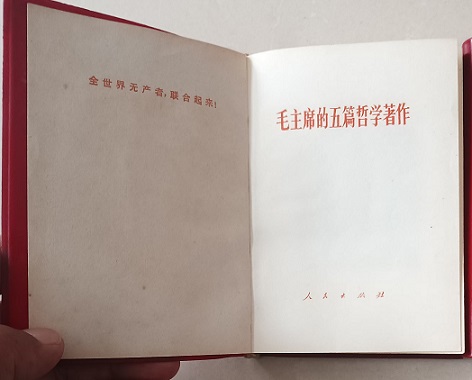 全世界无产者，联合起来！
毛主席的五篇哲学著作
人民出版社